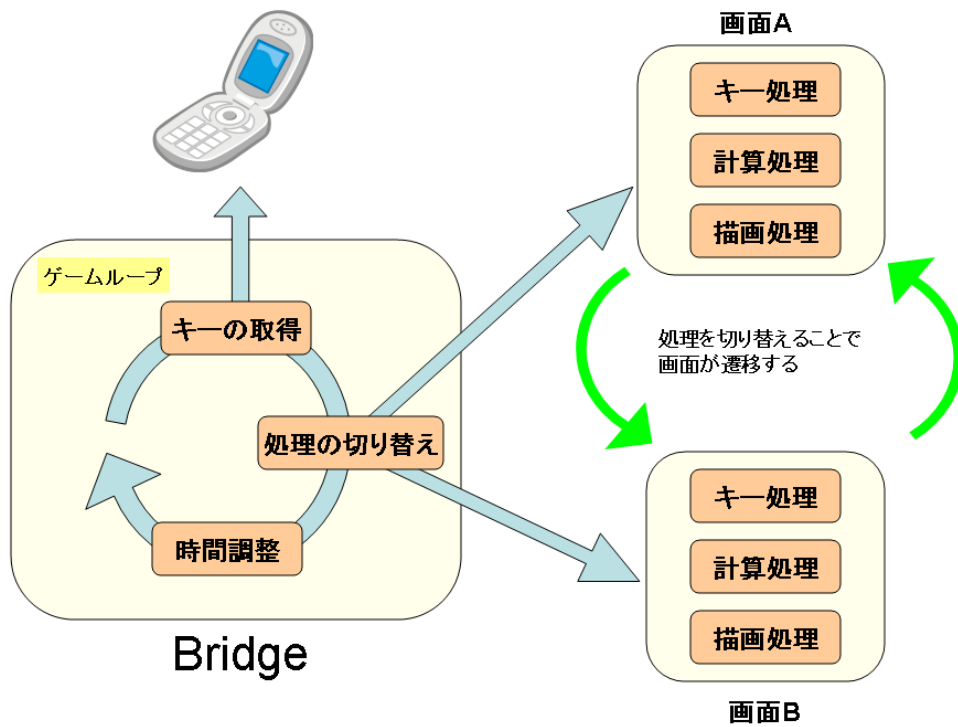 画面A
キー処理
計算処理
描画処理
ゲームループ
キーの取得
処理の切り替え
時間調整
Bridge
処理を切り替えることで
画面が遷移する
キー処理
計算処理
描画処理
画面B